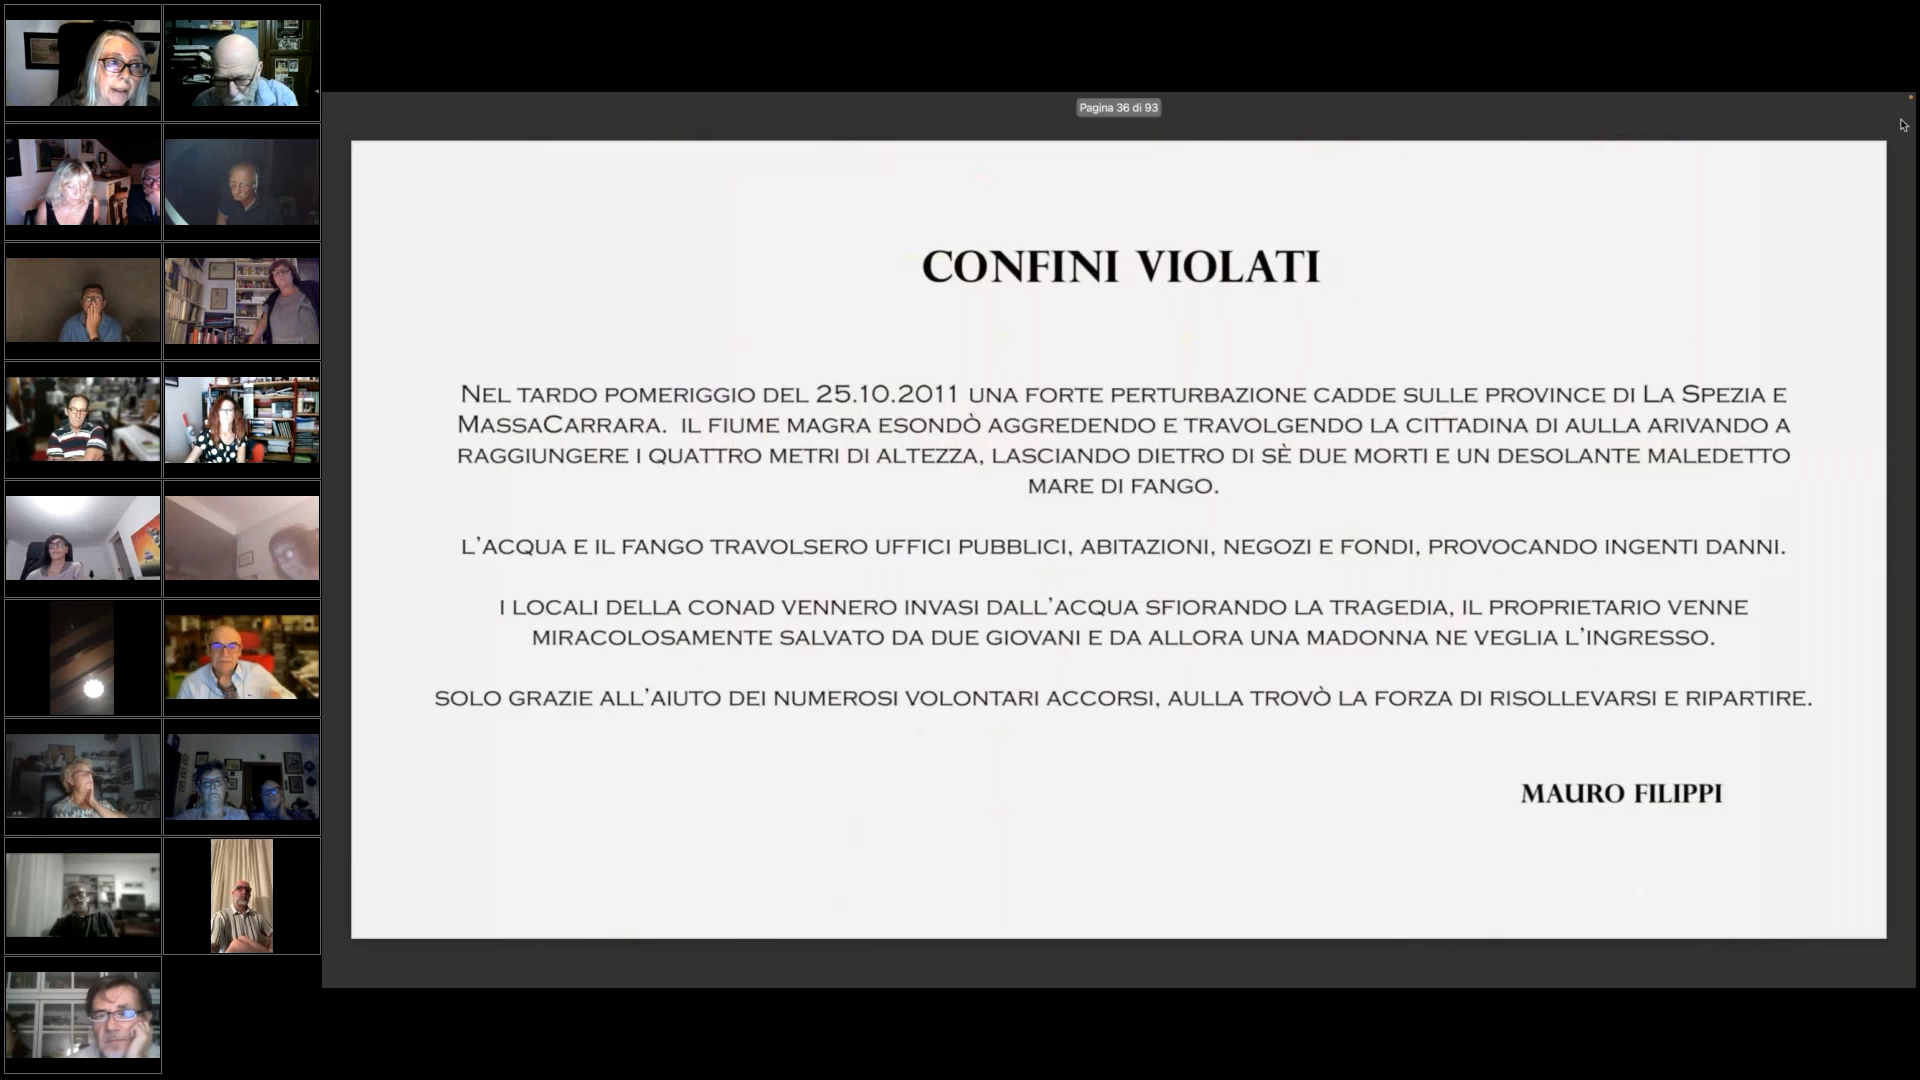 Pagina 36 di 93
CONFINI VIOLATI
NEL TARDO POMERIGGIO DEL 25.10.2011 UNA FORTE PERTURBAZIONE CADDE SULLE PROVINCE DI LA SPEZIA E
MASSACARRARA. IL FIUME MAGRA ESONDÒ AGGREDENDO E TRAVOLGENDO LA CITTADINA DI AULLA ARIVANDO A
RAGGIUNGERE I QUATTRO METRI DI ALTEZZA, LASCIANDO DIETRO DI SÈ DUE MORTI E UN DESOLANTE MALEDETTO
MARE DI FANGO.
L'ACQUA E IL FANGO TRAVOLSERO UFFICI PUBBLICI, ABITAZIONI, NEGOZI E FONDI, PROVOCANDO INGENTI DANNI.
I LOCALI DELLA CONAD VENNERO INVASI DALL'ACQUA SFIORANDO LA TRAGEDIA, IL PROPRIETARIO VENNE
MIRACOLOSAMENTE SALVATO DA DUE GIOVANI E DA ALLORA UNA MADONNA NE VEGLIA L'INGRESSO.
SOLO GRAZIE ALL'AIUTO DEI NUMEROSI VOLONTARI ACCORSI, AULLA TROVÒ LA FORZA DI RISOLLEVARSI E RIPARTIRE.
MAURO FILIPPI